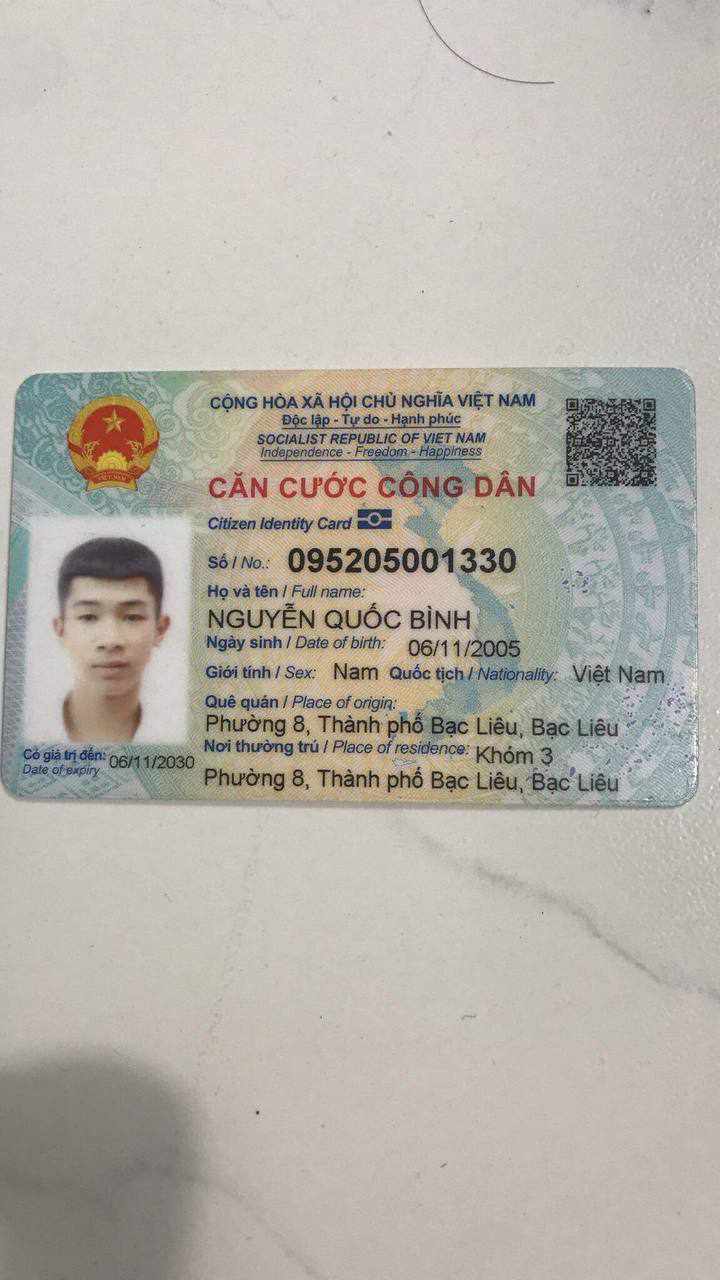 CỘNG HÒA XÃ HỘI CHỦ NGHĨA VIỆT NAM
Độc lập - Tự do - Hạnh phúc
SOCIALIST REPUBLIC OF VIET NAM
Independence - Freedom - Happiness
CĂN CƯỚC CÔNG DÂN
Citizen Identity Card
Số / No.: 095205001330
Họ và tên / Full name:
NGUYỄN QUỐC BÌNH
Ngày sinh / Date of birth: 06/11/2005
Giới tính / Sex: Nam Quốc tịch / Nationality: Việt Nam
Quê quán / Place of origin:
Phường 8, Thành phố Bạc Liêu, Bạc Liêu
Nơi thường trú / Place of residence: Khóm 3
Phường 8, Thành phố Bạc Liêu, Bạc Liêu
Có giá trị đến: 06/11/2030
Date of expiry
VIỆT NAM